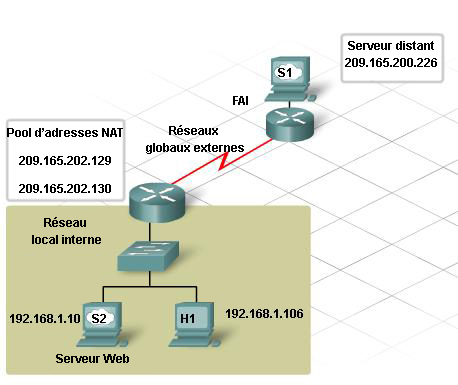 Serveur distant
209.165.200.226
S1
FAI
Réseaux
globaux externes
Pool d'adresses NAT
209.165.202.129
209.165.202.130
Réseau
local interne
192.168.1.10
S2
H1
192.168.1.106
Serveur Web